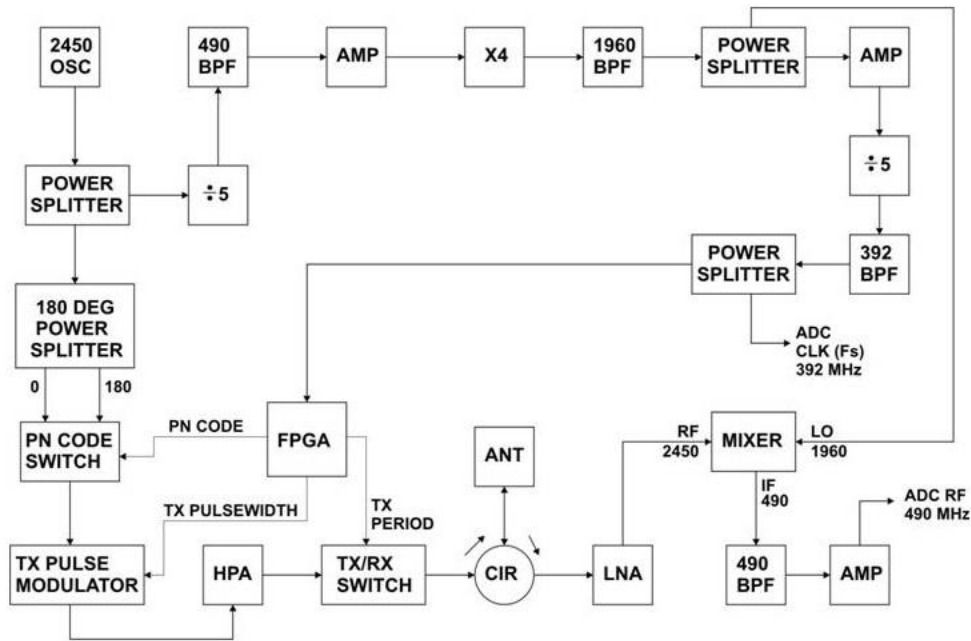 2450
OSC
490
BPF
AMP
X4
1960
BPF
POWER
SPLITTER
AMP
POWER
SPLITTER
÷5
÷5
POWER
SPLITTER
392
BPF
180 DEG
POWER
SPLITTER
0
180
ADC
CLK (Fs)
392 MHz
PN CODE
SWITCH
PN CODE
FPGA
ANT
RF
2450
MIXER
LO
1960
TX PULSEWIDTH
TX
PERIOD
IF
490
ADC RF
490 MHz
TX PULSE
MODULATOR
HPA
TX/RX
SWITCH
CIR
LNA
490
BPF
AMP